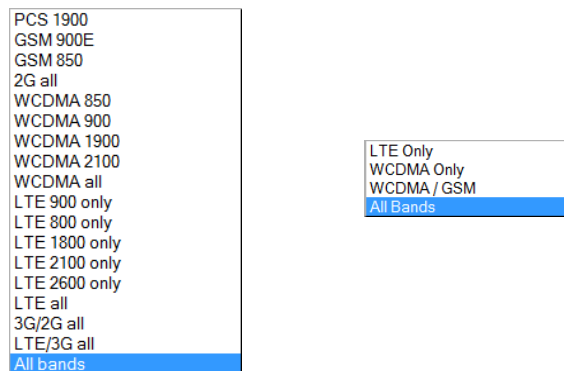 PCS 1900
GSM 900E
GSM 850
2G all
WCDMA 850
WCDMA 900
WCDMA 1900
WCDMA 2100
WCDMA all
LTE 900 only
LTE 800 only
LTE 1800 only
LTE 2100 only
LTE 2600 only
LTE all
3G/2G all
LTE/3G all
All bands
LTE Only
WCDMA Only
WCDMA / GSM
All Bands